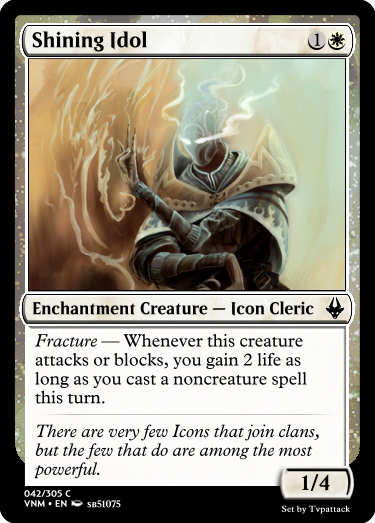 Shining Idol 1
Enchantment Creature — Icon Cleric
Fracture — Whenever this creature
attacks or blocks, you gain 2 life as
long as you cast a noncreature spell
this turn.
There are very few Icons that join clans,
but the few that do are among the most
powerful.
1/4
042/305 C
VNM • EN SB51075
Set by Tvpattack